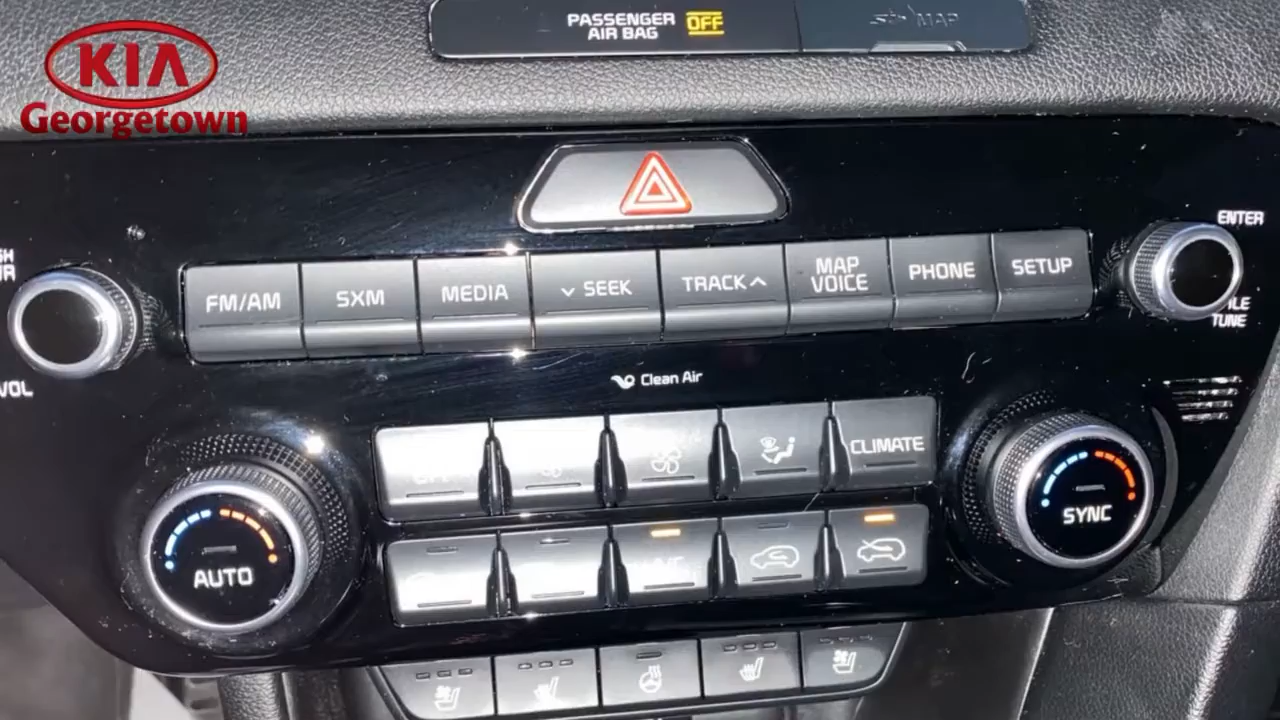 PASSENGER
AIR BAG OFF
MAP
KIA
Georgetown
ENTER
FM/AM
SXM
MEDIA
SEEK
TRACK
MAP
VOICE
PHONE
SETUP
TUNE
VOL
Clean Air
CLIMATE
SYNC
AUTO